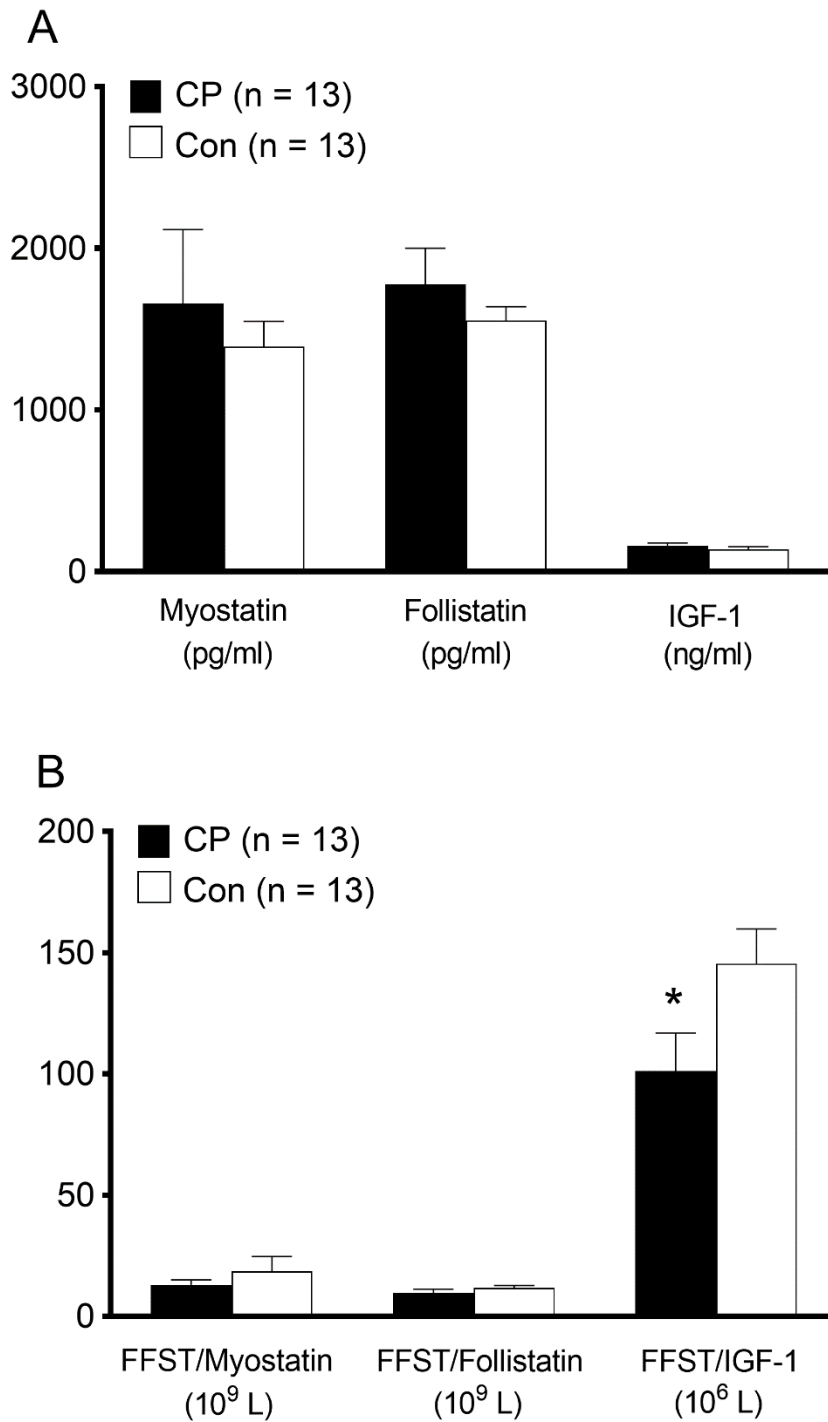 A
3000
2000
1000
0
CP (n = 13)
Con (n = 13)
Myostatin
(pg/ml)
Follistatin
(pg/ml)
IGF-1
(ng/ml)
B
200
150
100
50
0
CP (n = 13)
Con (n = 13)
*
FFST/Myostatin
(10⁹ L)
FFST/Follistatin
(10⁹ L)
FFST/IGF-1
(10⁶ L)